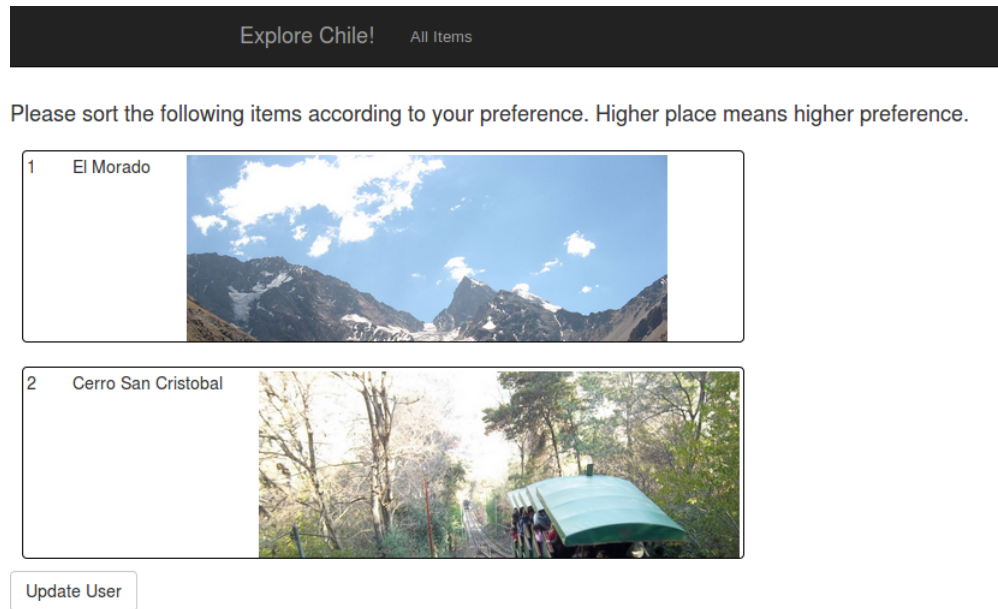 Explore Chile! All Items
Please sort the following items according to your preference. Higher place means higher preference.
1 El Morado
2 Cerro San Cristobal
Update User